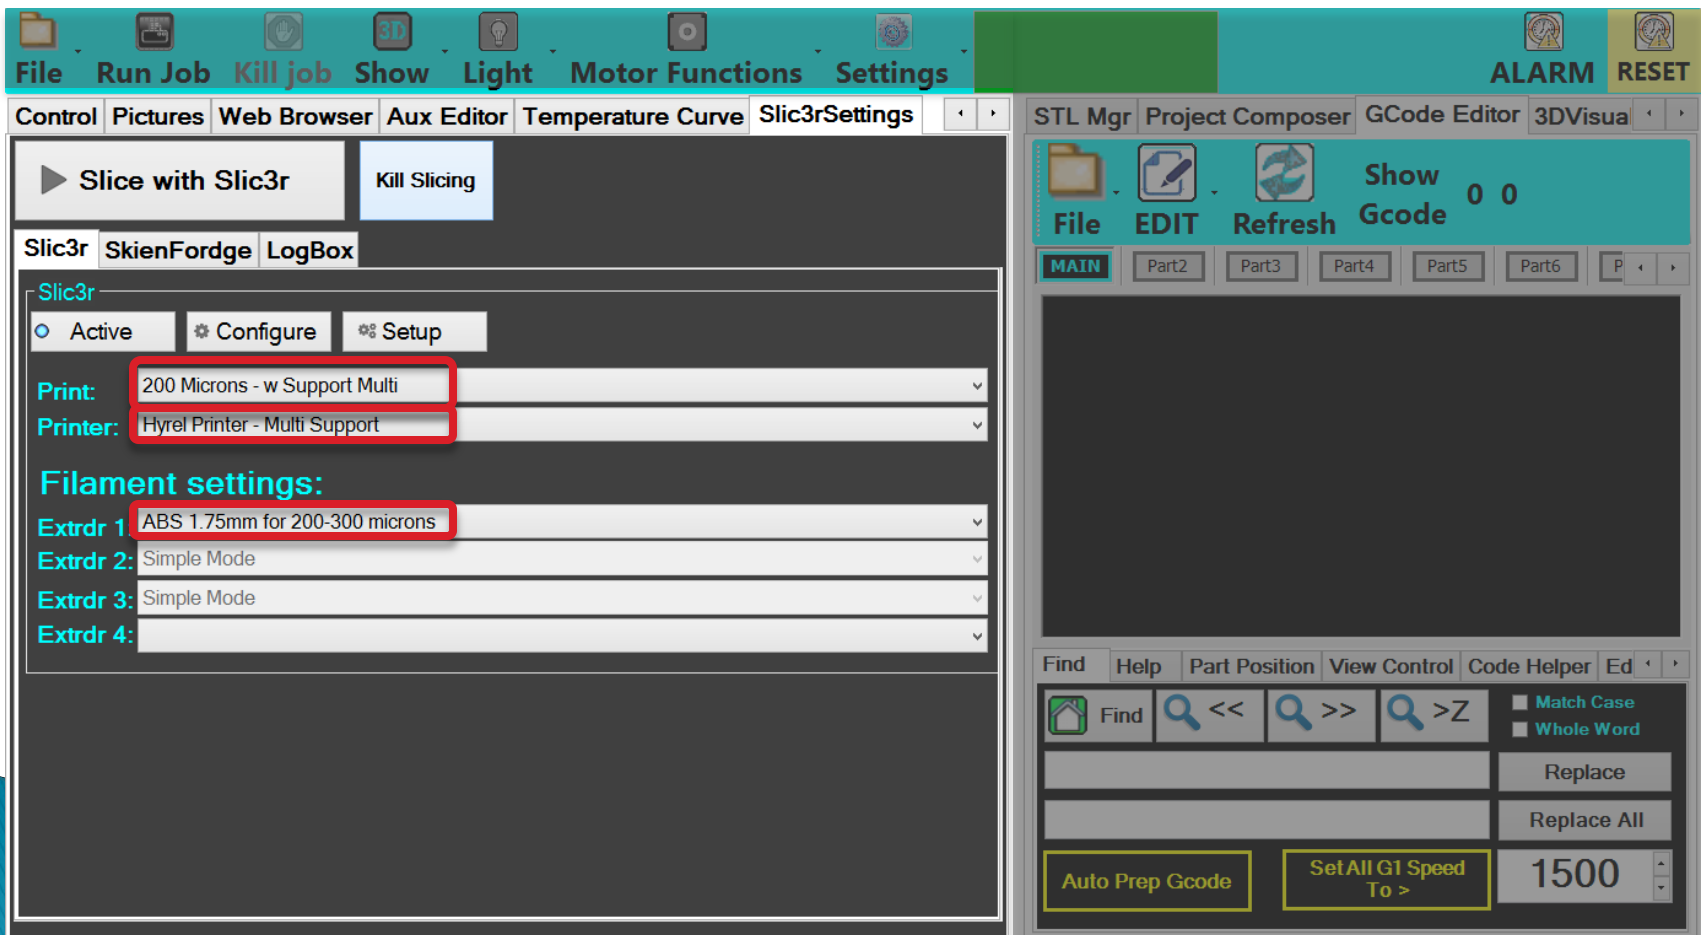 File Run Job Kill job Show Light Motor Functions Settings ALARM RESET
3D
Control Pictures Web Browser Aux Editor Temperature Curve Slic3rSettings
Slice with Slic3r Kill Slicing
Slic3r SkienFordge LogBox
Slic3r
Active Configure Setup
Print: 200 Microns - w Support Multi
Printer: Hyrel Printer - Multi Support
Filament settings:
Extrdr 1: ABS 1.75mm for 200-300 microns
Extrdr 2: Simple Mode
Extrdr 3: Simple Mode
Extrdr 4:
STL Mgr Project Composer GCode Editor 3DVisual
File EDIT Refresh Show Gcode 0 0
MAIN Part2 Part3 Part4 Part5 Part6 P
Find Help Part Position View Control Code Helper Ed
Find << >> >Z
Match Case
Whole Word
Replace
Replace All
Auto Prep Gcode
Set All G1 Speed
To >
1500